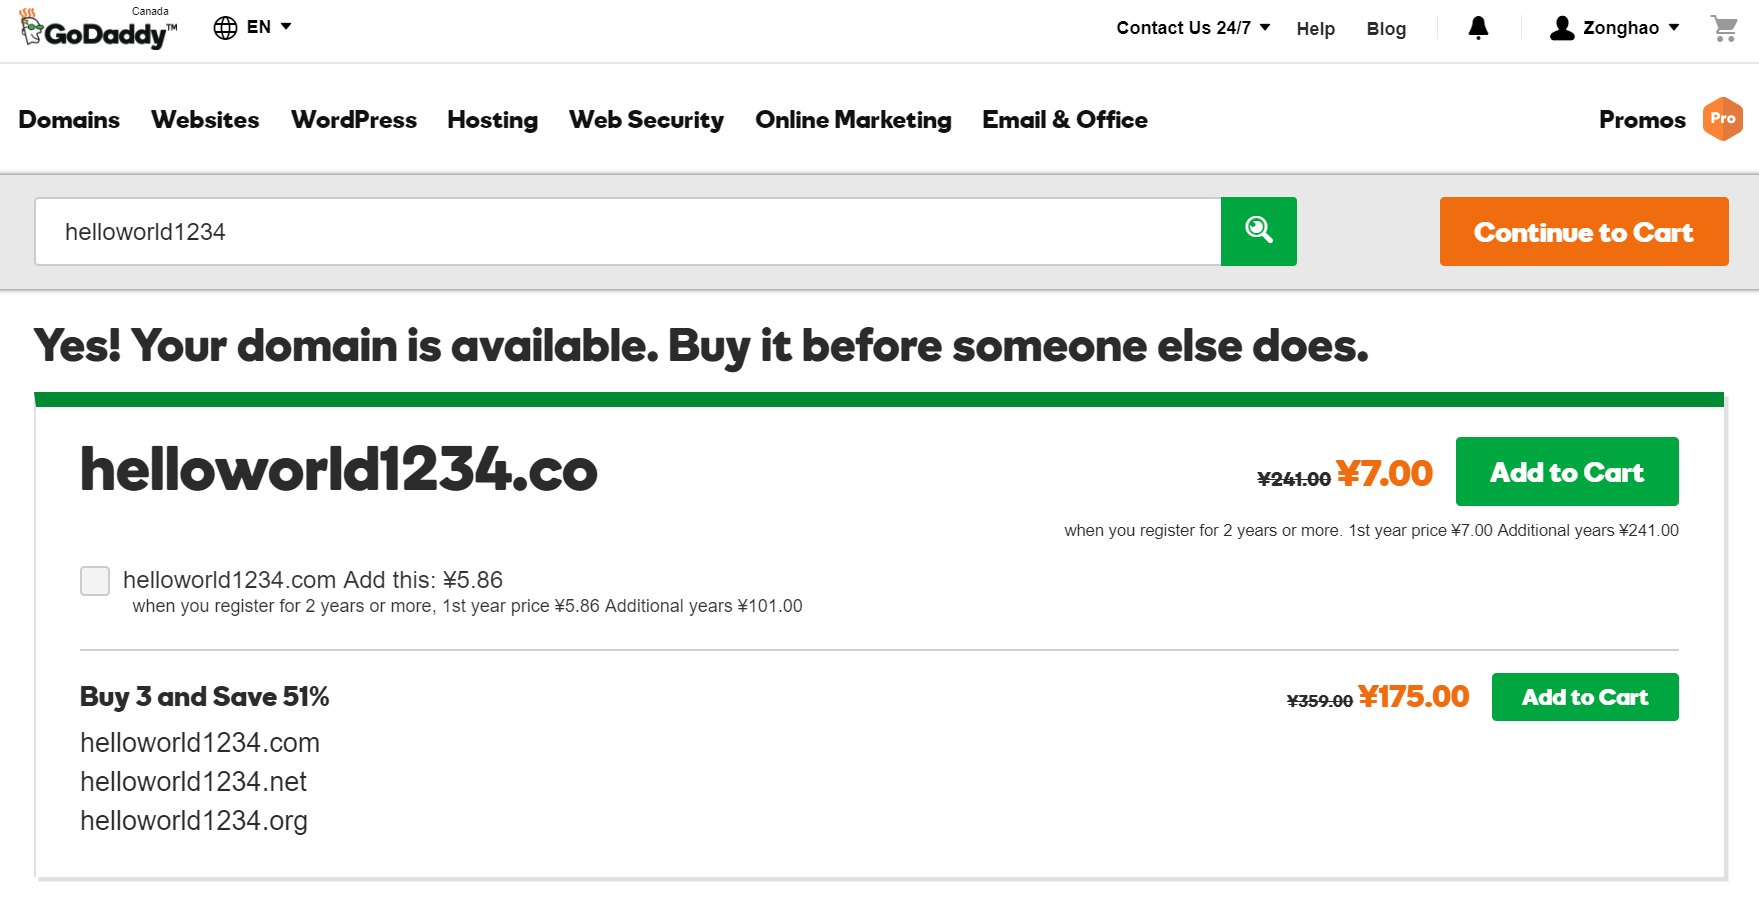 Canada
GoDaddy™ EN Contact Us 24/7 Help Blog Zonghao
Domains Websites WordPress Hosting Web Security Online Marketing Email & Office Promos Pro
helloworld1234 Continue to Cart
Yes! Your domain is available. Buy it before someone else does.
helloworld1234.co ¥241.00 ¥7.00 Add to Cart
when you register for 2 years or more. 1st year price ¥7.00 Additional years ¥241.00
helloworld1234.com Add this: ¥5.86
when you register for 2 years or more, 1st year price ¥5.86 Additional years ¥101.00
Buy 3 and Save 51% ¥359.00 ¥175.00 Add to Cart
helloworld1234.com
helloworld1234.net
helloworld1234.org